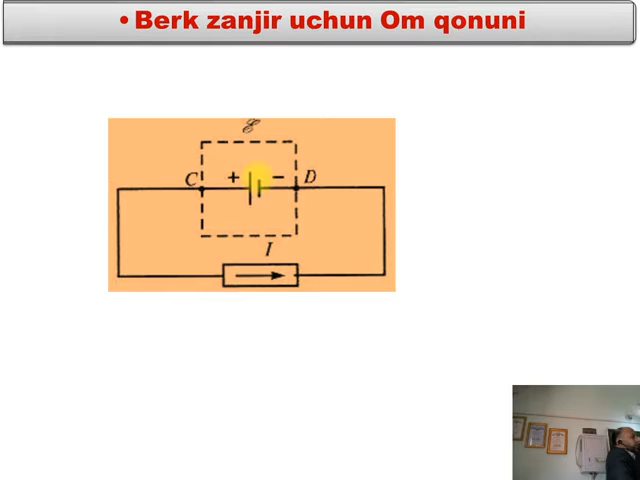 • Berk zanjir uchun Om qonuni
ℰ
C + − D
I